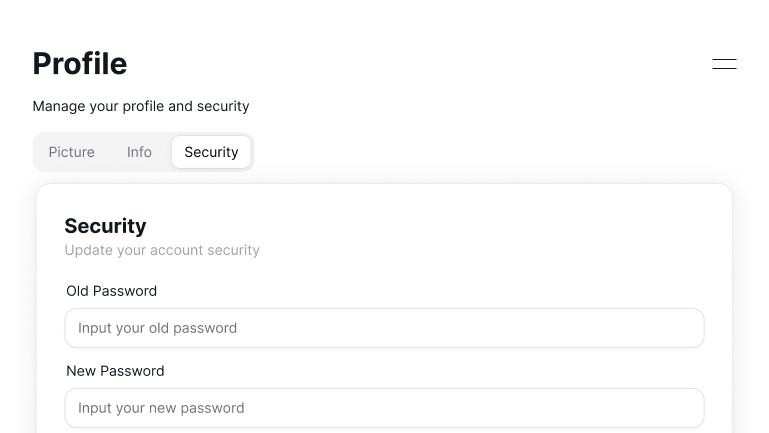 Profile
Manage your profile and security
Picture Info Security
Security
Update your account security
Old Password
Input your old password
New Password
Input your new password